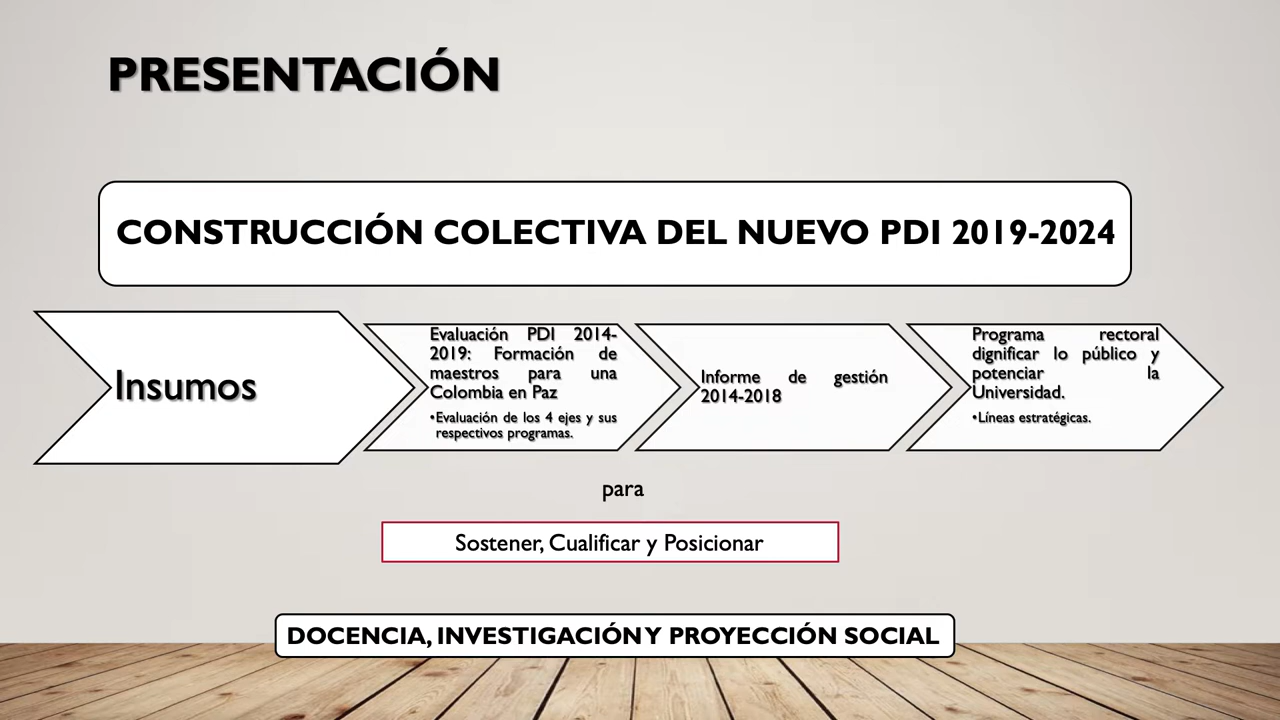 PRESENTACIÓN
CONSTRUCCIÓN COLECTIVA DEL NUEVO PDI 2019-2024
Insumos
Evaluación PDI 2014-
2019: Formación de
maestros para una
Colombia en Paz
•Evaluación de los 4 ejes y sus
respectivos programas.
Informe de gestión
2014-2018
Programa rectoral
dignificar lo público y
potenciar la
Universidad.
•Líneas estratégicas.
para
Sostener, Cualificar y Posicionar
DOCENCIA, INVESTIGACIÓN Y PROYECCIÓN SOCIAL